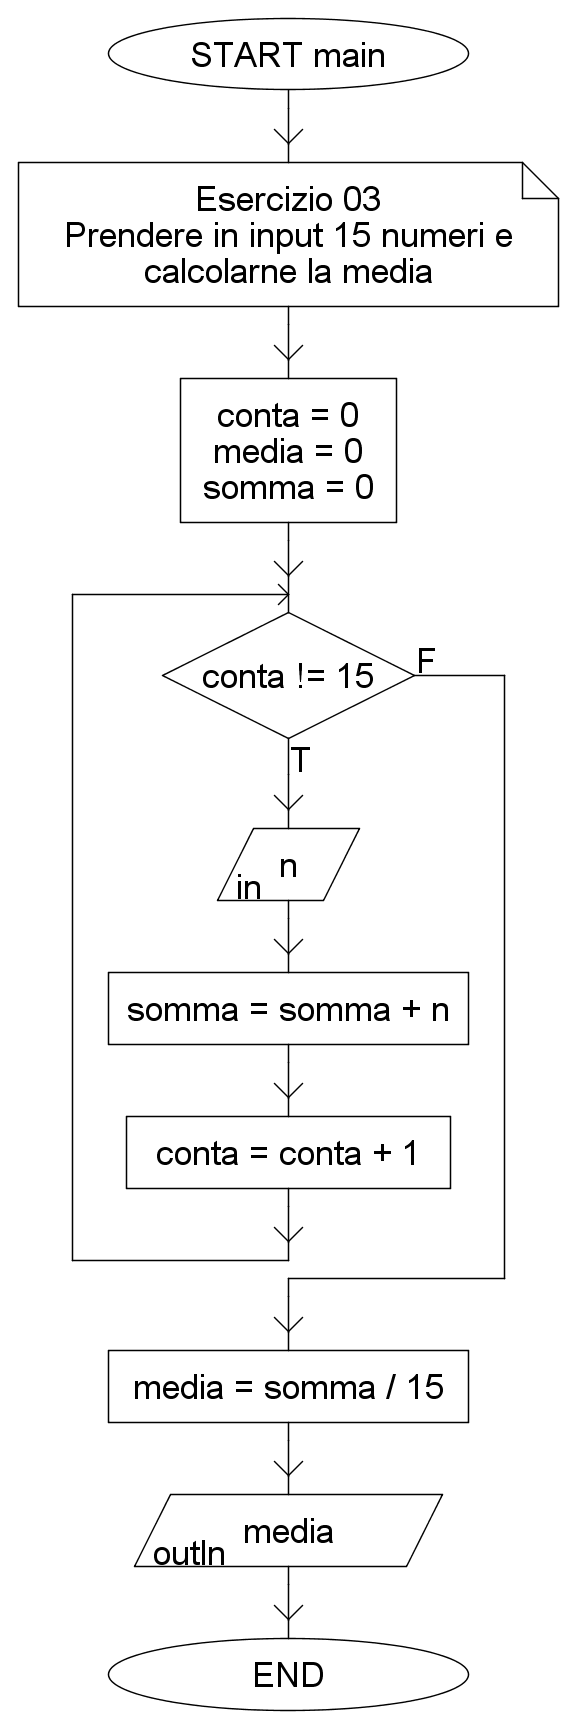 START main
Esercizio 03
Prendere in input 15 numeri e
calcolarne la media
conta = 0
media = 0
somma = 0
conta != 15
F
T
n
in
somma = somma + n
conta = conta + 1
media = somma / 15
media
outln
END